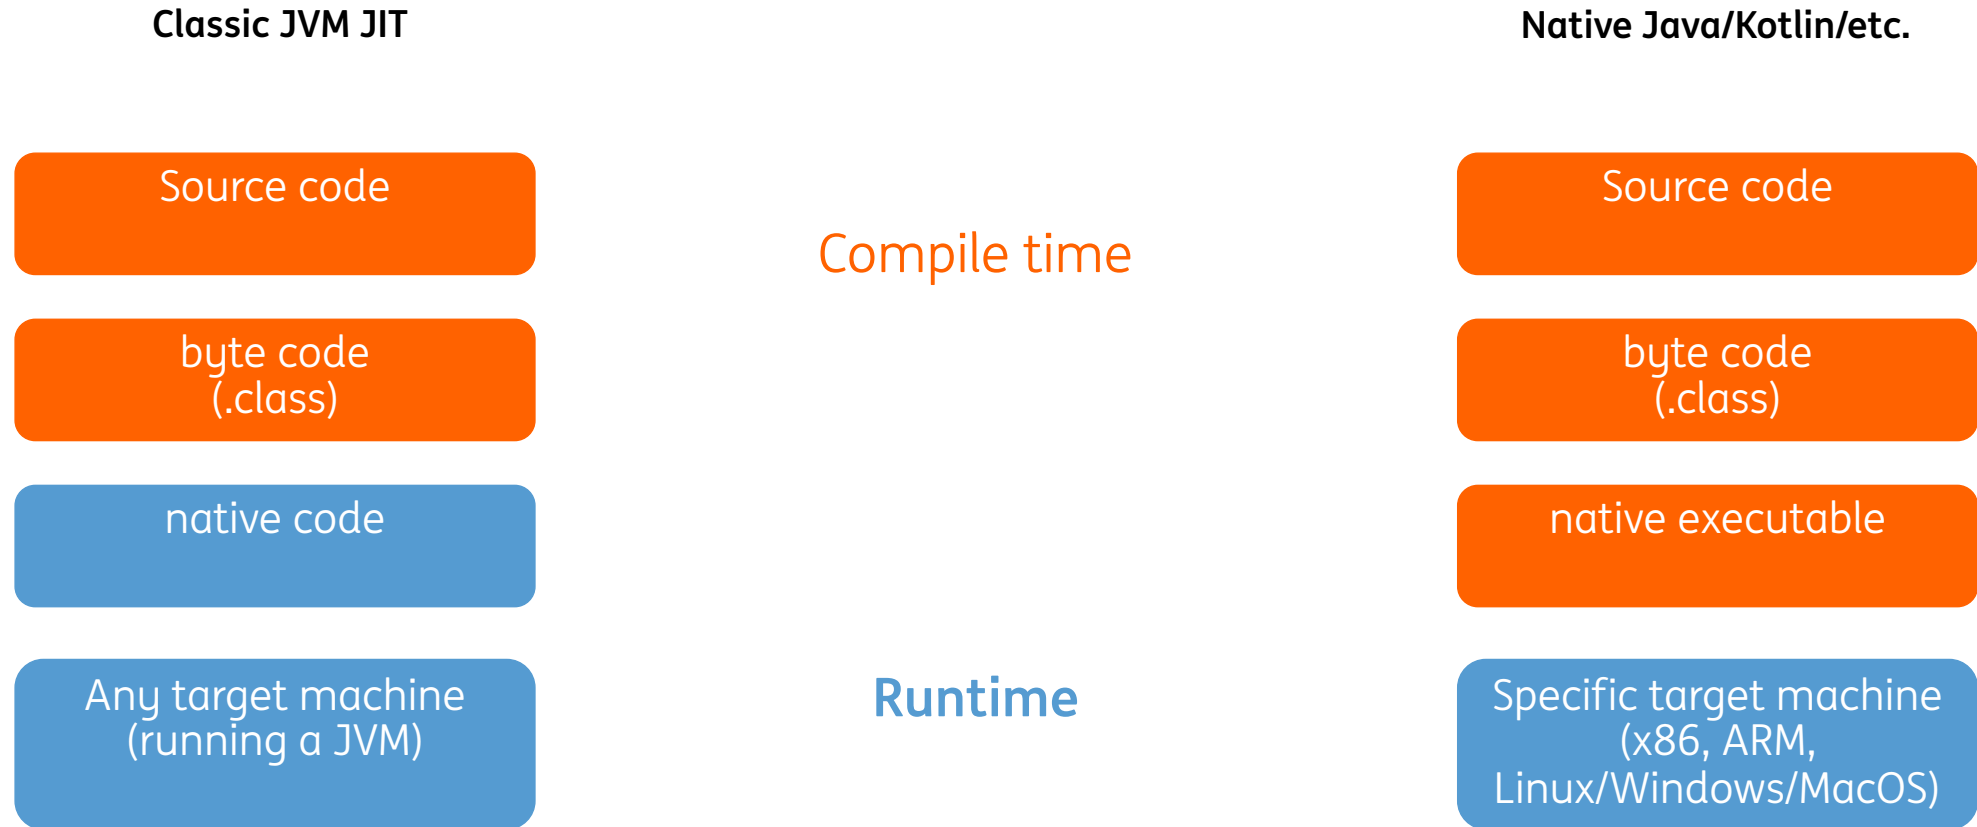 Classic JVM JIT
Native Java/Kotlin/etc.
Source code
byte code
(.class)
native code
Any target machine
(running a JVM)
Compile time
Runtime
Source code
byte code
(.class)
native executable
Specific target machine
(x86, ARM,
Linux/Windows/MacOS)